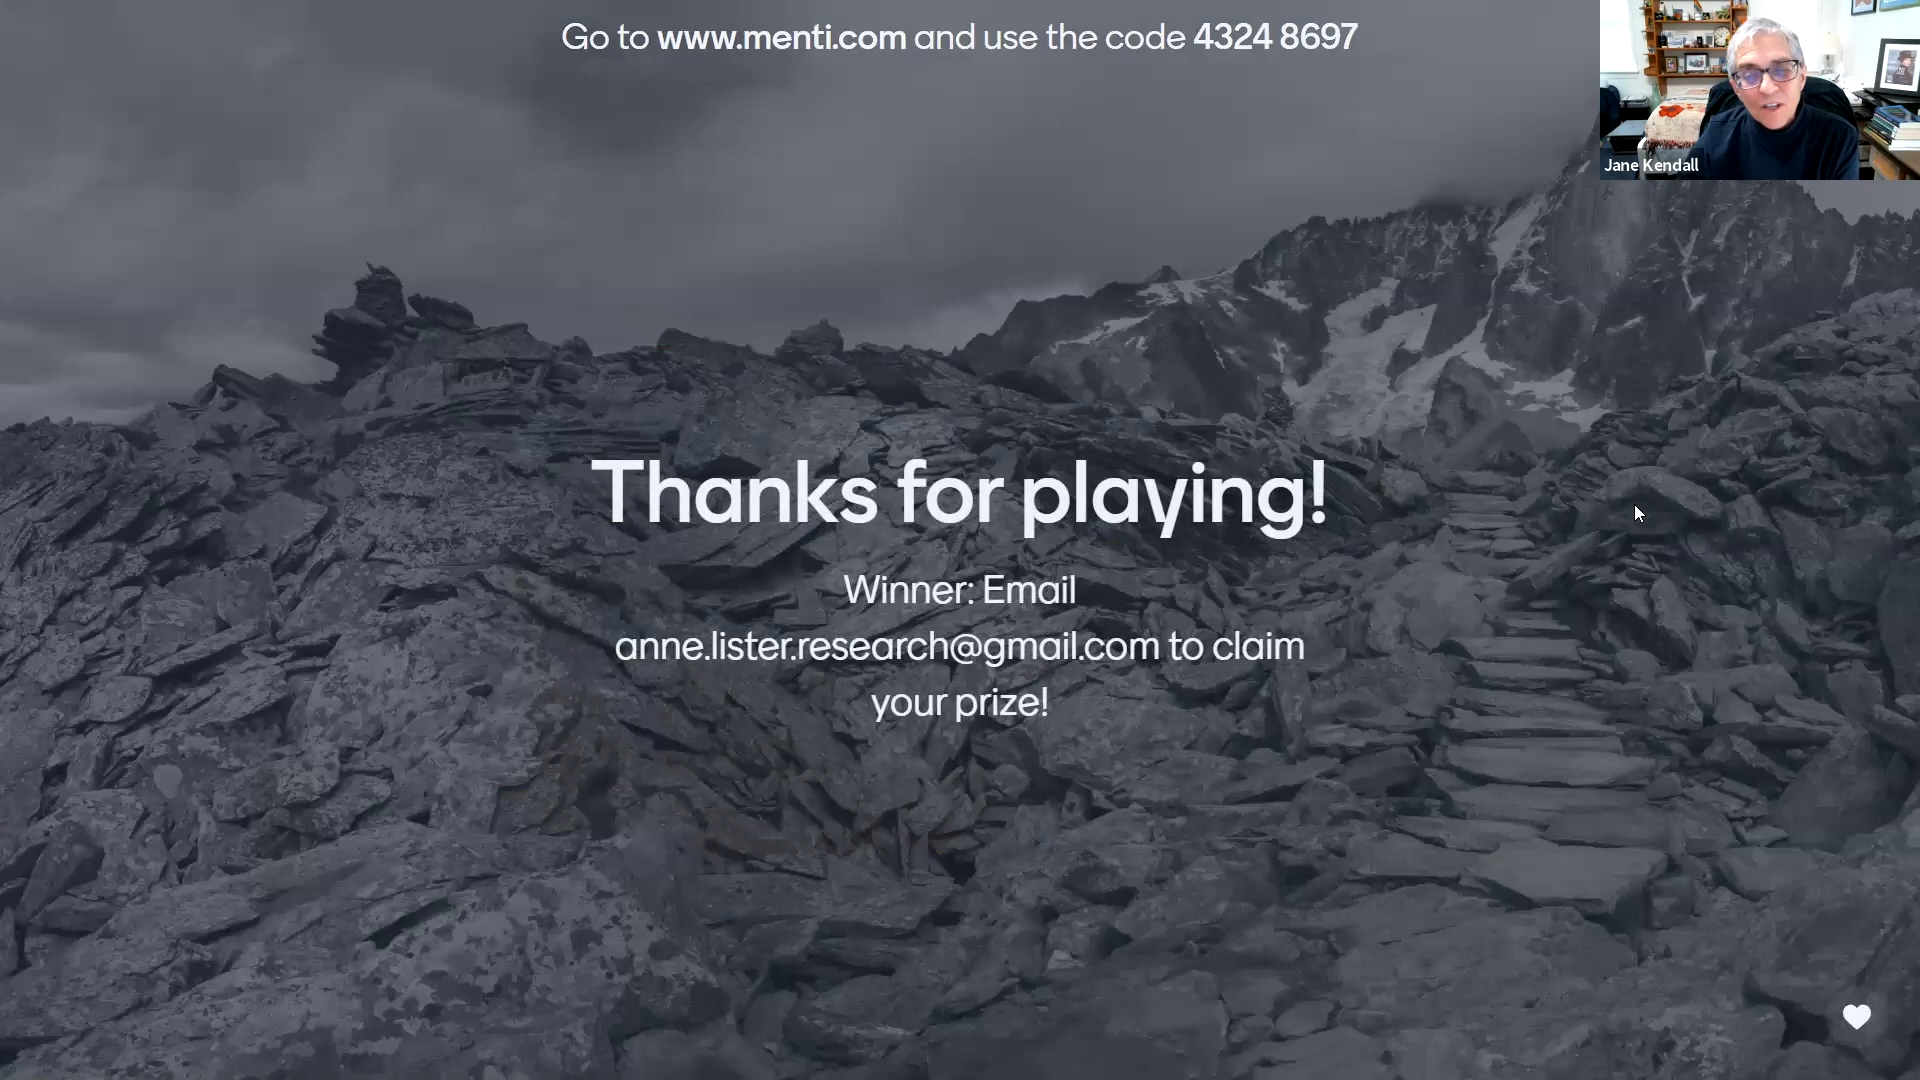 Go to www.menti.com and use the code 4324 8697
Jane Kendall
Thanks for playing!
Winner: Email
anne.lister.research@gmail.com to claim
your prize!